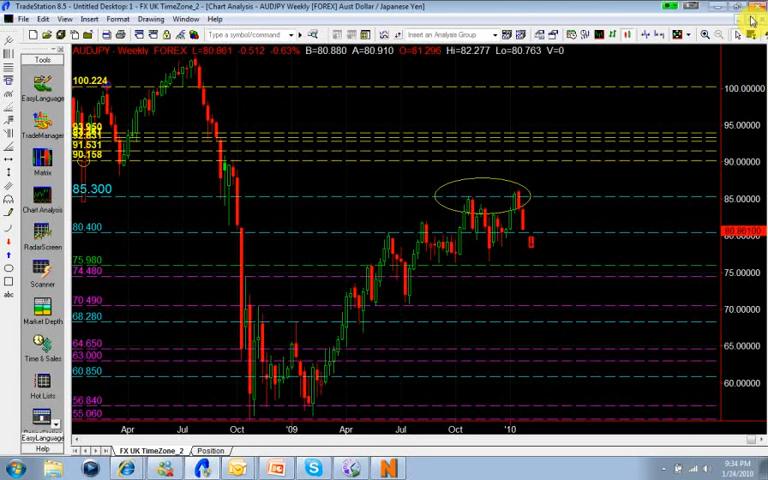 TradeStation 8.5 - Untitled Desktop: 1 - FX UK TimeZone_2 - [Chart Analysis - AUDJPY Weekly [FOREX] Aust Dollar / Japanese Yen]
File Edit View Insert Format Drawing Window Help
Type a symbol/company
Insert an Analysis Technique
Tools
EasyLanguage
TradeManager
Matrix
Chart Analysis
RadarScreen
Scanner
Market Depth
Time & Sales
Hot Lists
EasyLanguage
Help
AUDJPY - Weekly FOREX L=80.861 -0.512 -0.63% B=80.880 A=80.910 O=81.296 Hi=82.277 Lo=80.763 V=0
100.224
93.950
91.531
90.158
85.300
80.400
75.980
74.480
70.490
68.280
64.650
63.000
60.850
56.840
55.060
100.00000
95.00000
90.00000
85.00000
80.86100
75.00000
70.00000
65.00000
60.00000
Apr Jul Oct '09 Apr Jul Oct '10
FX UK TimeZone_2 Position
9:34 PM
1/24/2010